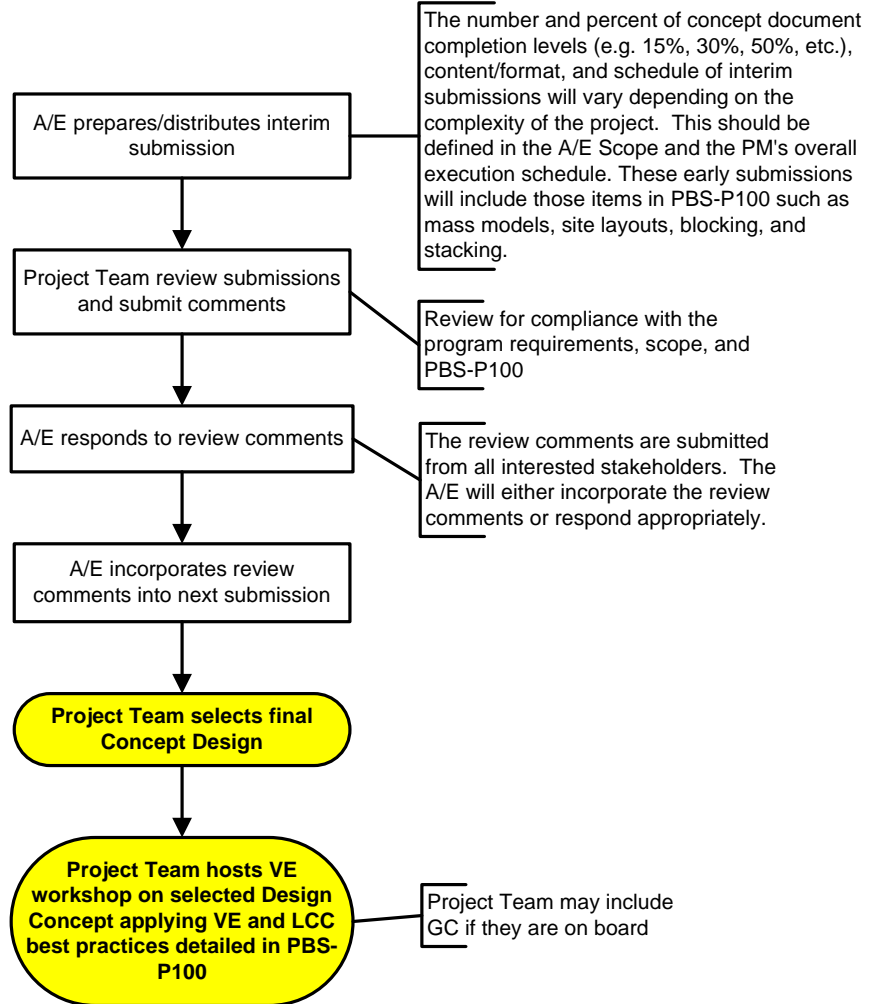 The number and percent of concept document
completion levels (e.g. 15%, 30%, 50%, etc.),
content/format, and schedule of interim
submissions will vary depending on the
complexity of the project.  This should be
defined in the A/E Scope and the PM's overall
execution schedule. These early submissions
will include those items in PBS-P100 such as
mass models, site layouts, blocking, and
stacking.
A/E prepares/distributes interim
submission
Project Team review submissions
and submit comments
Review for compliance with the
program requirements, scope, and
PBS-P100
A/E responds to review comments
The review comments are submitted
from all interested stakeholders.  The
A/E will either incorporate the review
comments or respond appropriately.
A/E incorporates review
comments into next submission
Project Team selects final
Concept Design
Project Team hosts VE
workshop on selected Design
Concept applying VE and LCC
best practices detailed in PBS-
P100
Project Team may include
GC if they are on board